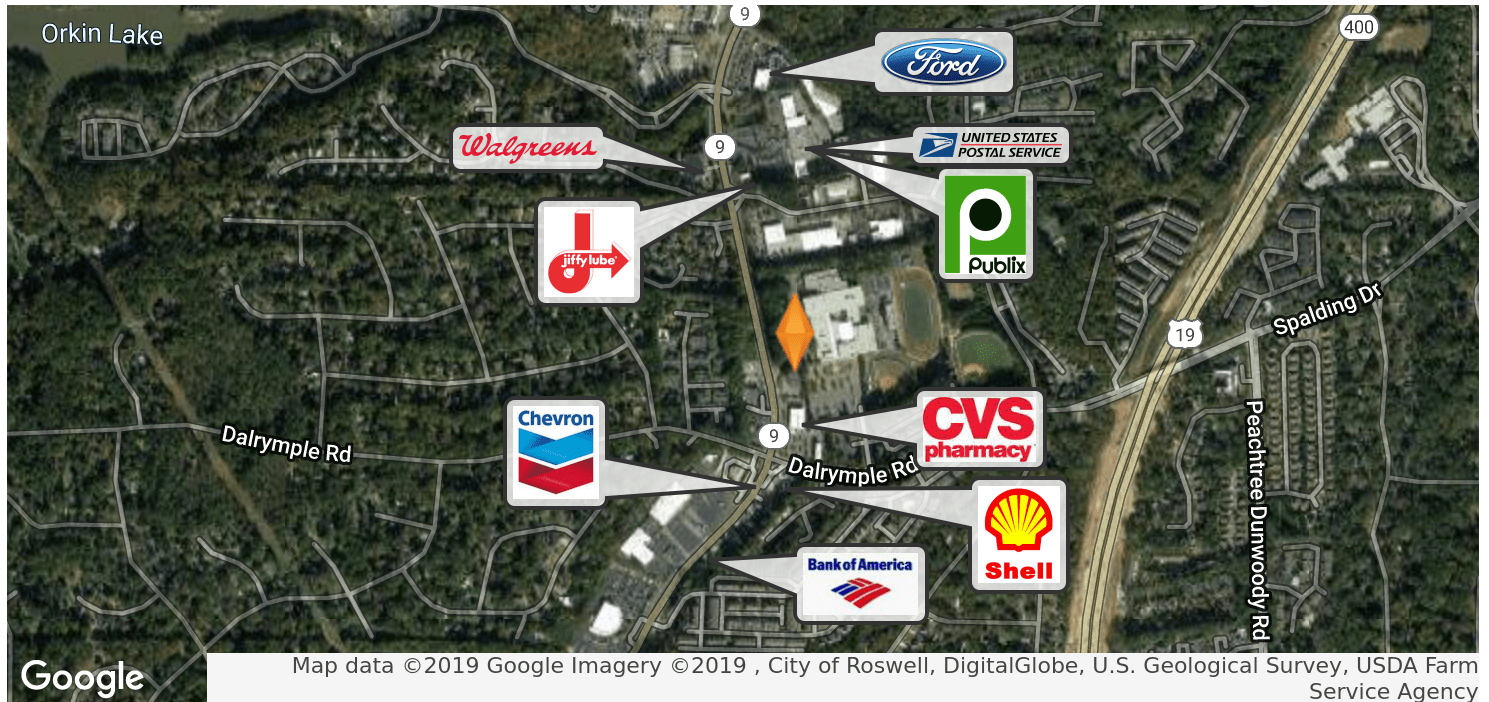 9
400
Orkin Lake
Ford
Walgreens
9
UNITED STATES
POSTAL SERVICE
jiffy lube
Publix
Spalding Dr
19
Chevron
CVS
pharmacy
Peachtree Dunwoody Rd
Dalrymple Rd
9
Dalrymple Rd
Shell
Bank of America
Google
Map data ©2019 Google Imagery ©2019 , City of Roswell, DigitalGlobe, U.S. Geological Survey, USDA Farm
Service Agency